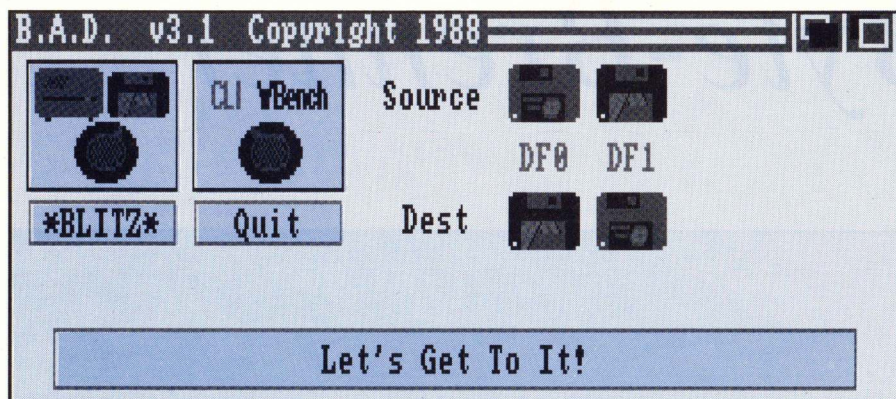 B.A.D. v3.1 Copyright 1988
CLI WBench
Source
DF0 DF1
*BLITZ*
Quit
Dest
Let's Get To It!